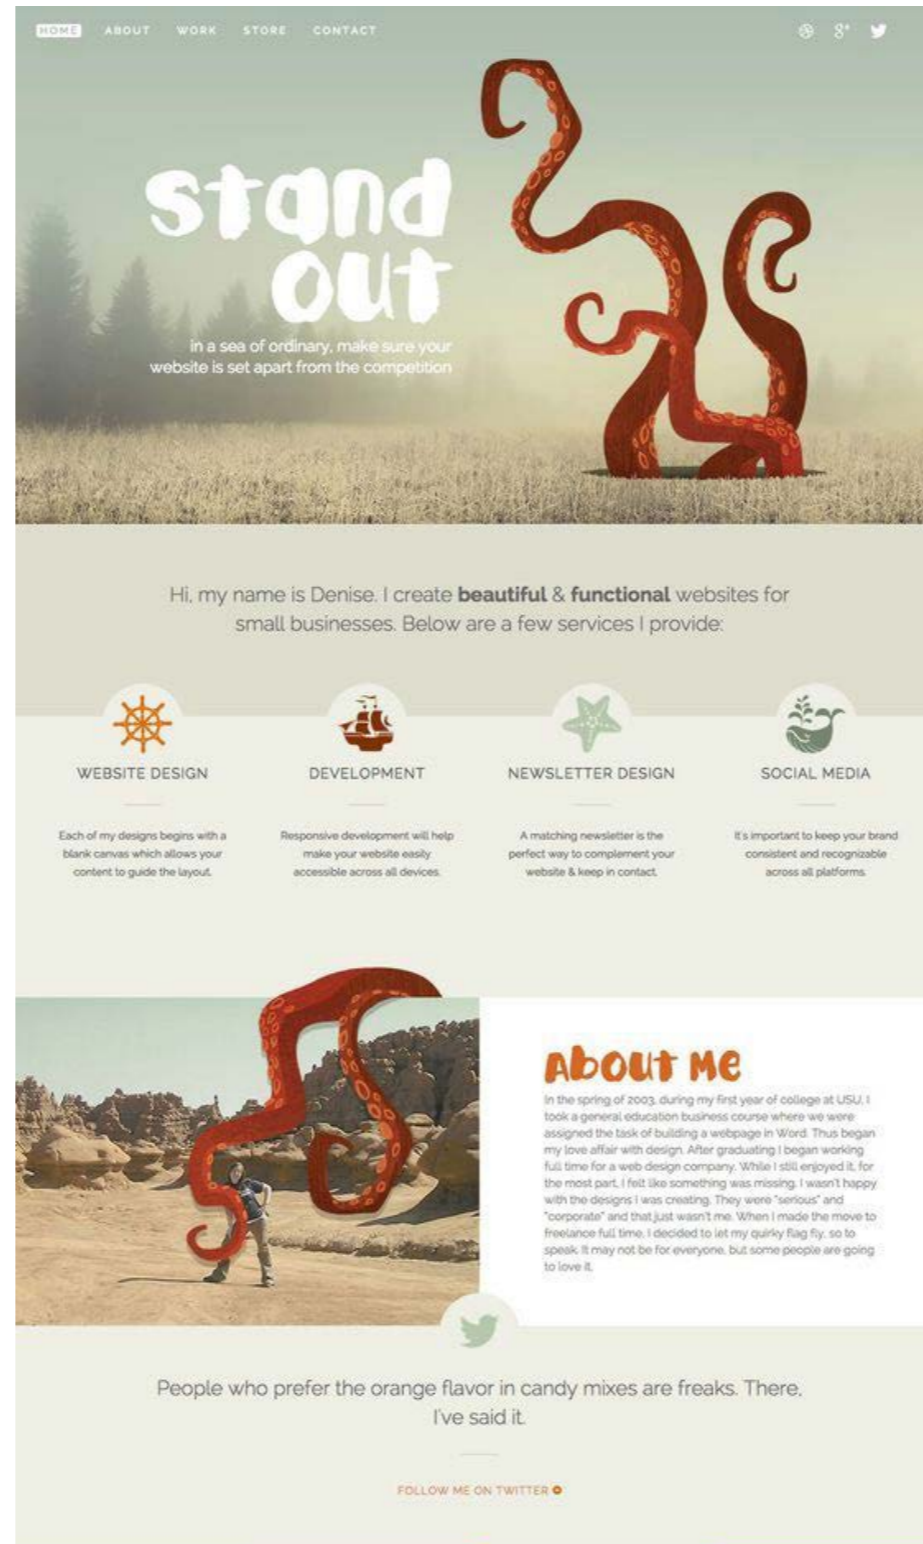 HOME ABOUT WORK STORE CONTACT
8+
stand
out
in a sea of ordinary, make sure your
website is set apart from the competition
Hi, my name is Denise. I create beautiful & functional websites for
small businesses. Below are a few services I provide:
WEBSITE DESIGN
Each of my designs begins with a
blank canvas which allows your
content to guide the layout.
DEVELOPMENT
Responsive development will help
make your website easily
accessible across all devices.
NEWSLETTER DESIGN
A matching newsletter is the
perfect way to complement your
website & keep in contact.
SOCIAL MEDIA
It's important to keep your brand
consistent and recognizable
across all platforms.
About Me
In the spring of 2003, during my first year of college at USU, I
took a general education business course where we were
assigned the task of building a webpage in Word. Thus began
my love affair with design. After graduating I began working
full time for a web design company. While I still enjoyed it, for
the most part, I felt like something was missing. I wasn't happy
with the designs I was creating. They were "serious" and
"corporate" and that just wasn't me. When I made the move to
freelance full time, I decided to let my quirky flag fly, so to
speak. It may not be for everyone, but some people are going
to love it.
People who prefer the orange flavor in candy mixes are freaks. There,
I've said it.
FOLLOW ME ON TWITTER